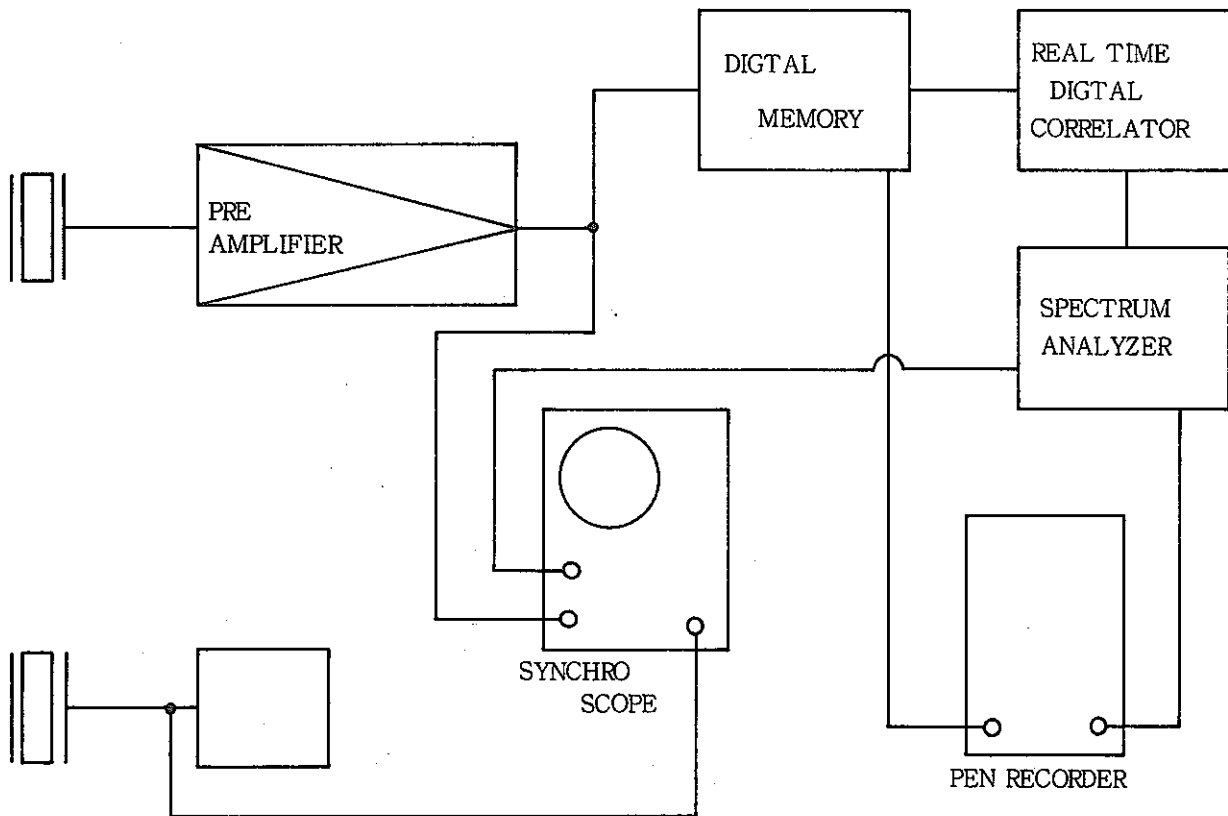 DIGTAL
MEMORY
REAL TIME
DIGTAL
CORRELATOR
PRE
AMPLIFIER
SPECTRUM
ANALYZER
SYNCHRO
SCOPE
PEN RECORDER